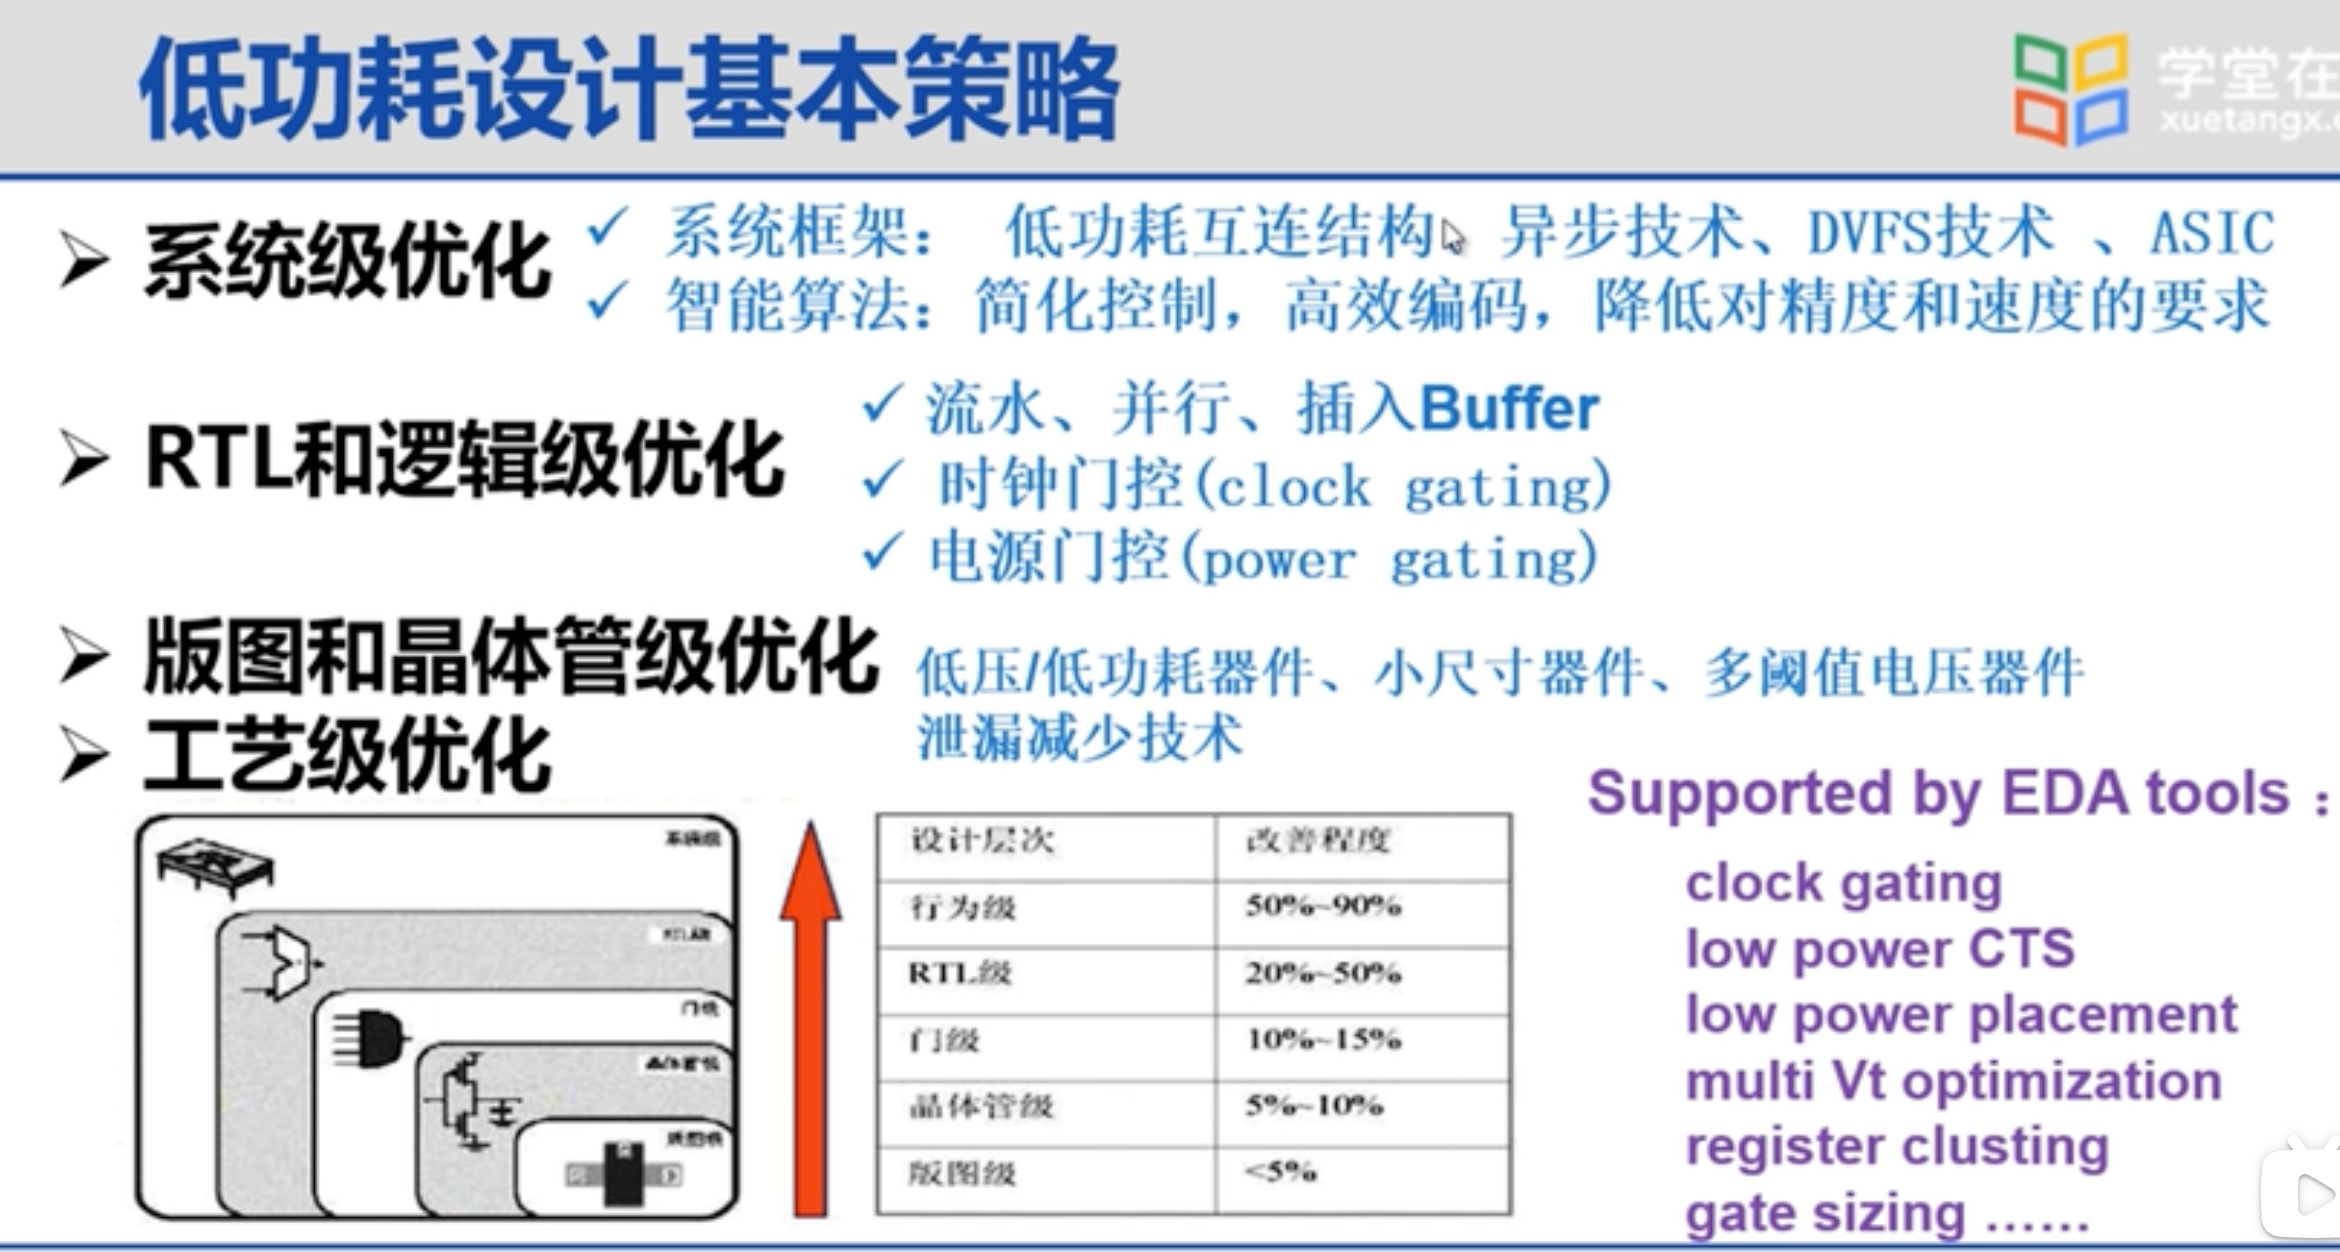 低功耗设计基本策略
学堂在
xuetangx.
系统级优化
系统框架： 低功耗互连结构、异步技术、DVFS技术 、ASIC
智能算法：简化控制，高效编码，降低对精度和速度的要求
RTL和逻辑级优化
流水、并行、插入Buffer
时钟门控(clock gating)
电源门控(power gating)
版图和晶体管级优化
低压/低功耗器件、小尺寸器件、多阈值电压器件
工艺级优化
泄漏减少技术
系统级
RTL级
门级
晶体管级
版图级
设计层次 改善程度
行为级 50%~90%
RTL级 20%~50%
门级 10%~15%
晶体管级 5%~10%
版图级 <5%
Supported by EDA tools：
clock gating
low power CTS
low power placement
multi Vt optimization
register clusting
gate sizing ……